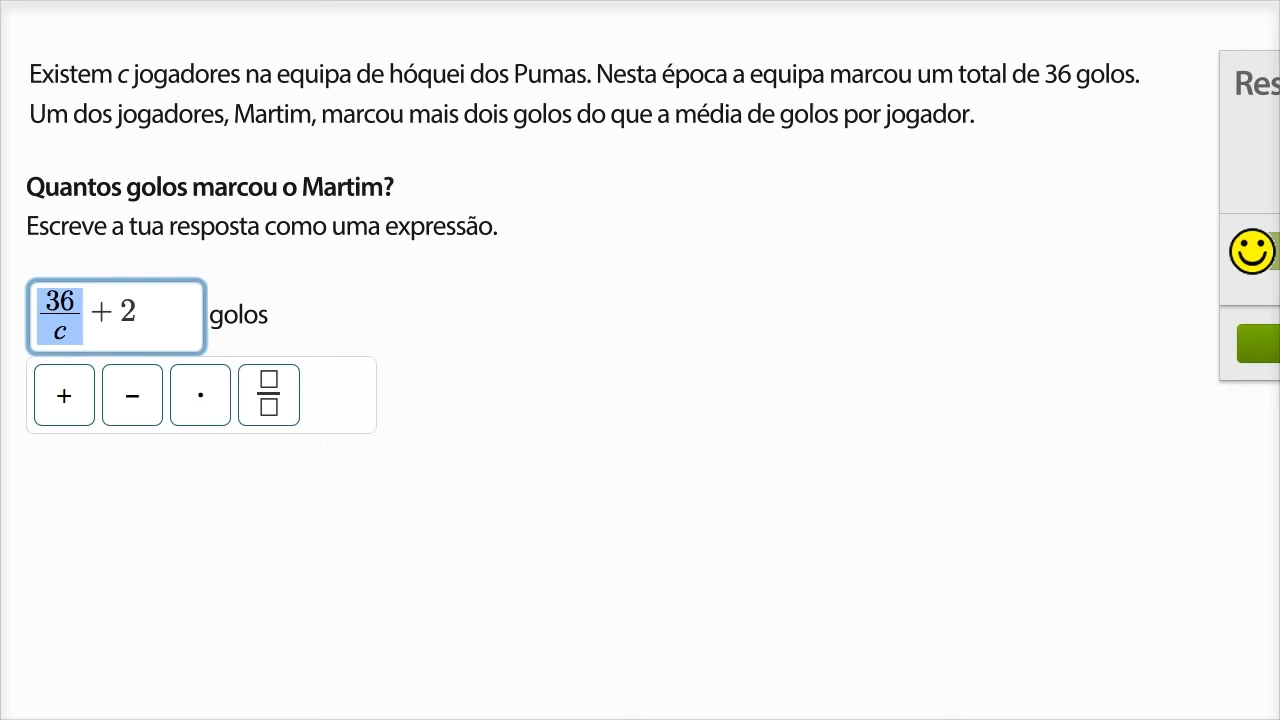 Existem c jogadores na equipa de hóquei dos Pumas. Nesta época a equipa marcou um total de 36 golos.
Um dos jogadores, Martim, marcou mais dois golos do que a média de golos por jogador.
Res
Quantos golos marcou o Martim?
Escreve a tua resposta como uma expressão.
36/c + 2 golos
+ − ·